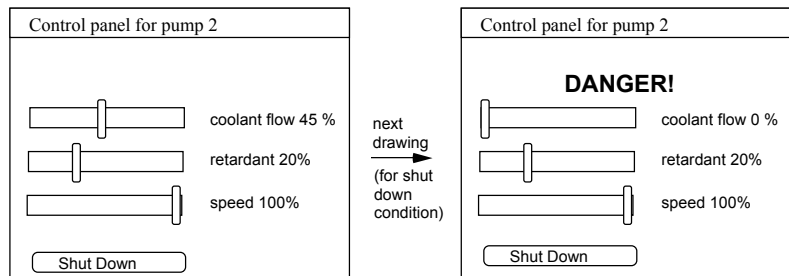 Control panel for pump 2
coolant flow 45 %
retardant 20%
speed 100%
Shut Down
next
drawing
(for shut
down
condition)
Control panel for pump 2
DANGER!
coolant flow 0 %
retardant 20%
speed 100%
Shut Down